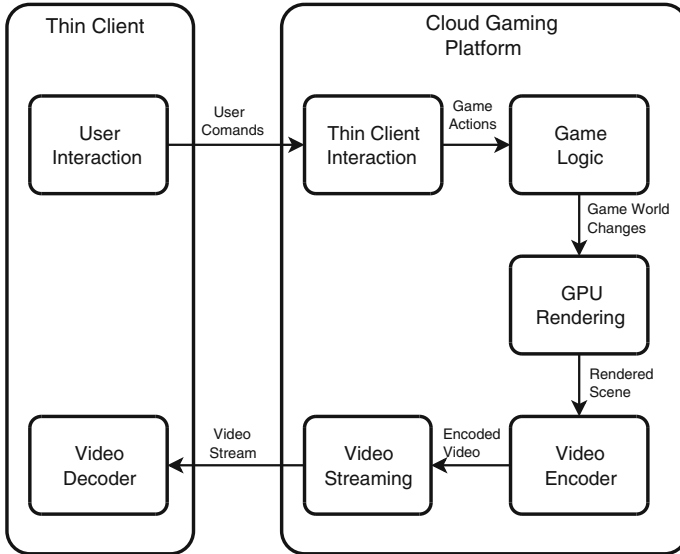 Thin Client
Cloud Gaming
Platform
User
Interaction
User
Comands
Thin Client
Interaction
Game
Actions
Game
Logic
Game World
Changes
GPU
Rendering
Rendered
Scene
Video
Decoder
Video
Stream
Video
Streaming
Encoded
Video
Video
Encoder